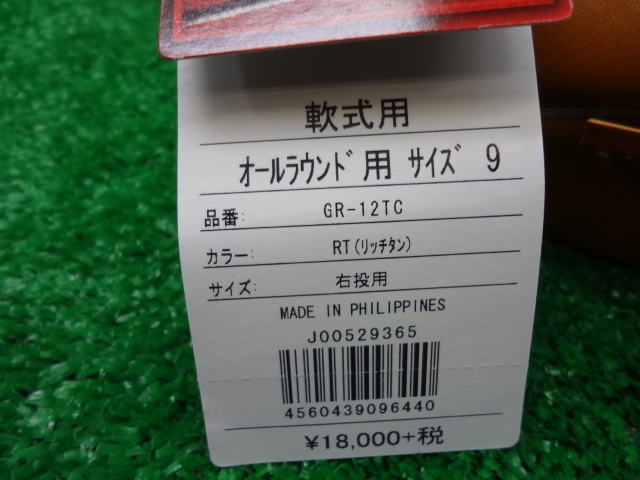 軟式用
オールラウンド用 サイズ 9
品番: GR-12TC
カラー: RT(リッチタン)
サイズ: 右投用
MADE IN PHILIPPINES
J00529365
4560439096440
¥18,000+税